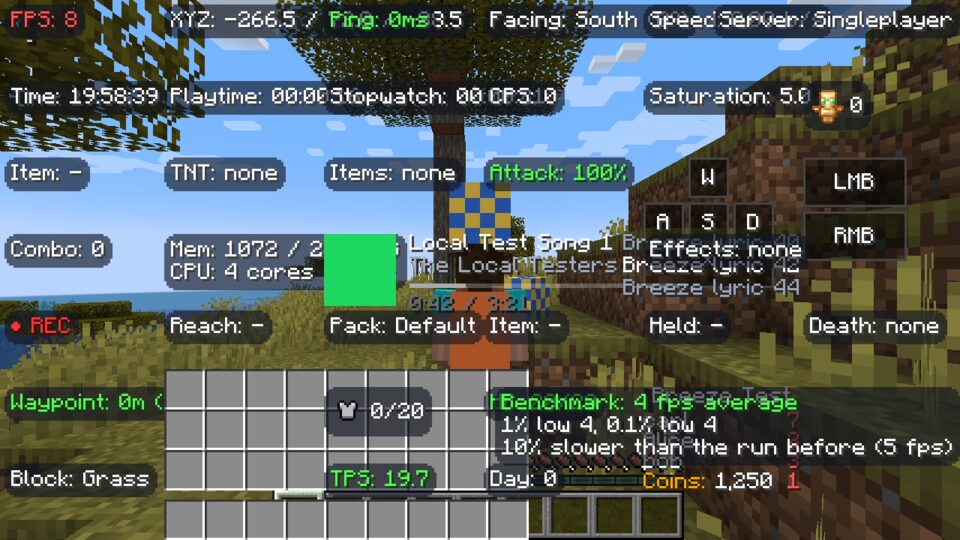 FPS: 8
XYZ: -266.5 /
Ping: 0ms
3.5
Facing: South
Speed
Server: Singleplayer
Time: 19:58:39
Playtime: 00:00
Stopwatch: 00
CPS:
0
Saturation: 5.0
0
Item: -
TNT: none
Items: none
Attack: 100%
W
LMB
A
S
D
RMB
Combo: 0
Mem: 1072 / 2
CPU: 4 cores
Local Test Song 1
The Local Testers
9:42 / 3:21
Effects: none
Breeze lyric 42
Breeze lyric 44
● REC
Reach: -
Pack: Default
Item: -
Held: -
Death: none
Waypoint: 0m (
0/20
Breeze Test
Benchmark: 4 fps average
1% low 4, 0.1% low 4
10% slower than the run before (5 fps)
Block: Grass
TPS: 19.7
Day: 0
Coins: 1,250
1